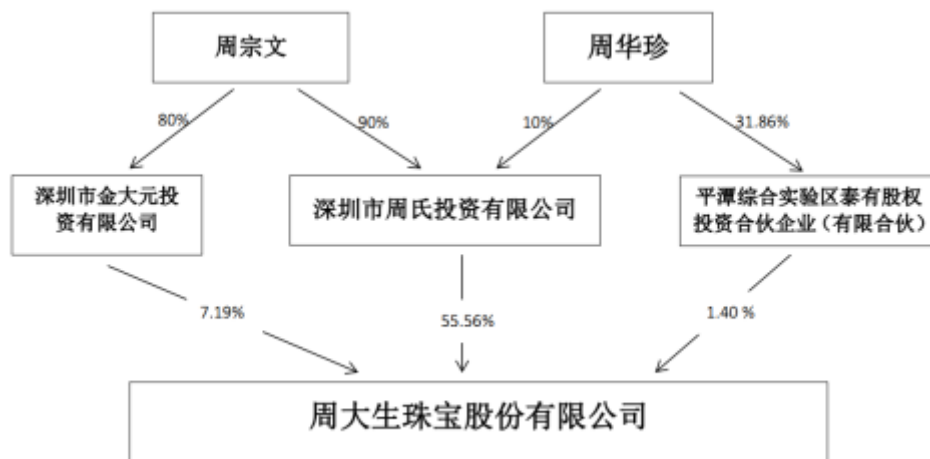 周宗文
周华珍
80%
90%
10%
31.86%
深圳市金大元投
资有限公司
深圳市周氏投资有限公司
平潭综合实验区泰有股权
投资合伙企业（有限合伙）
7.19%
55.56%
1.40 %
周大生珠宝股份有限公司